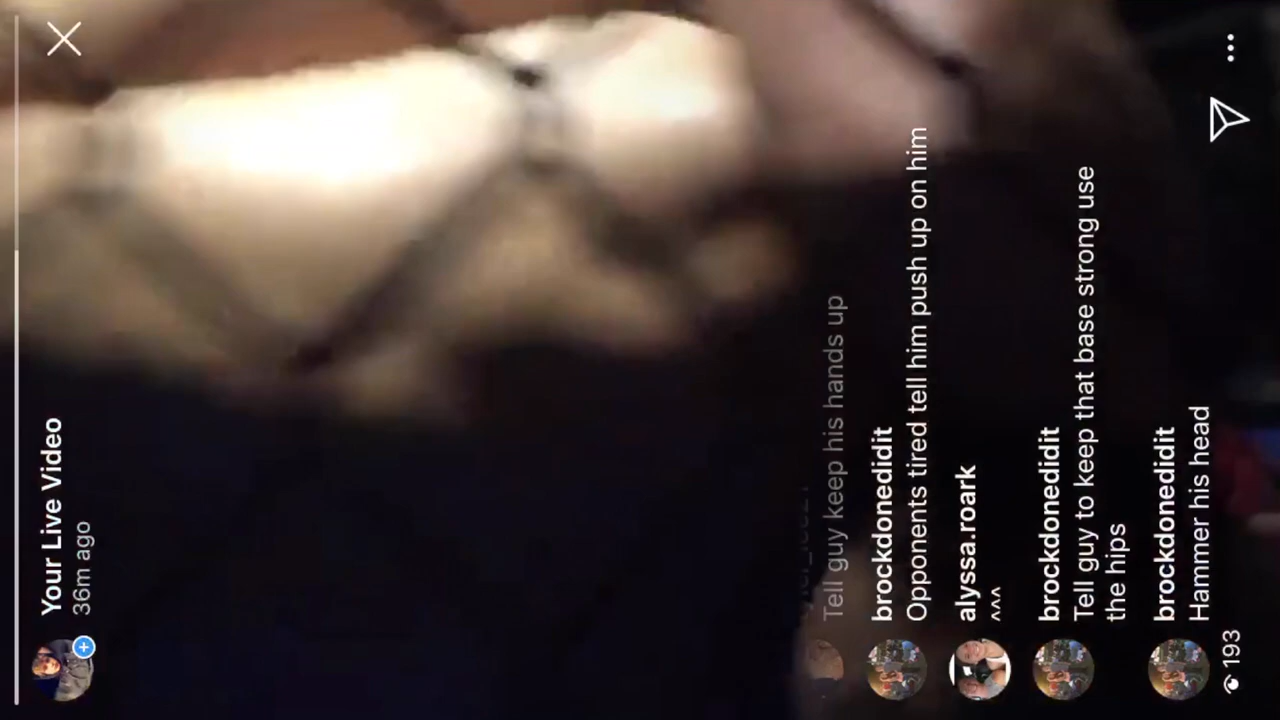 Your Live Video
36m ago
Tell guy keep his hands up
brockdonedidit
Opponents tired tell him push up on him
alyssa.roark
^^^
brockdonedidit
Tell guy to keep that base strong use
the hips
brockdonedidit
Hammer his head
193